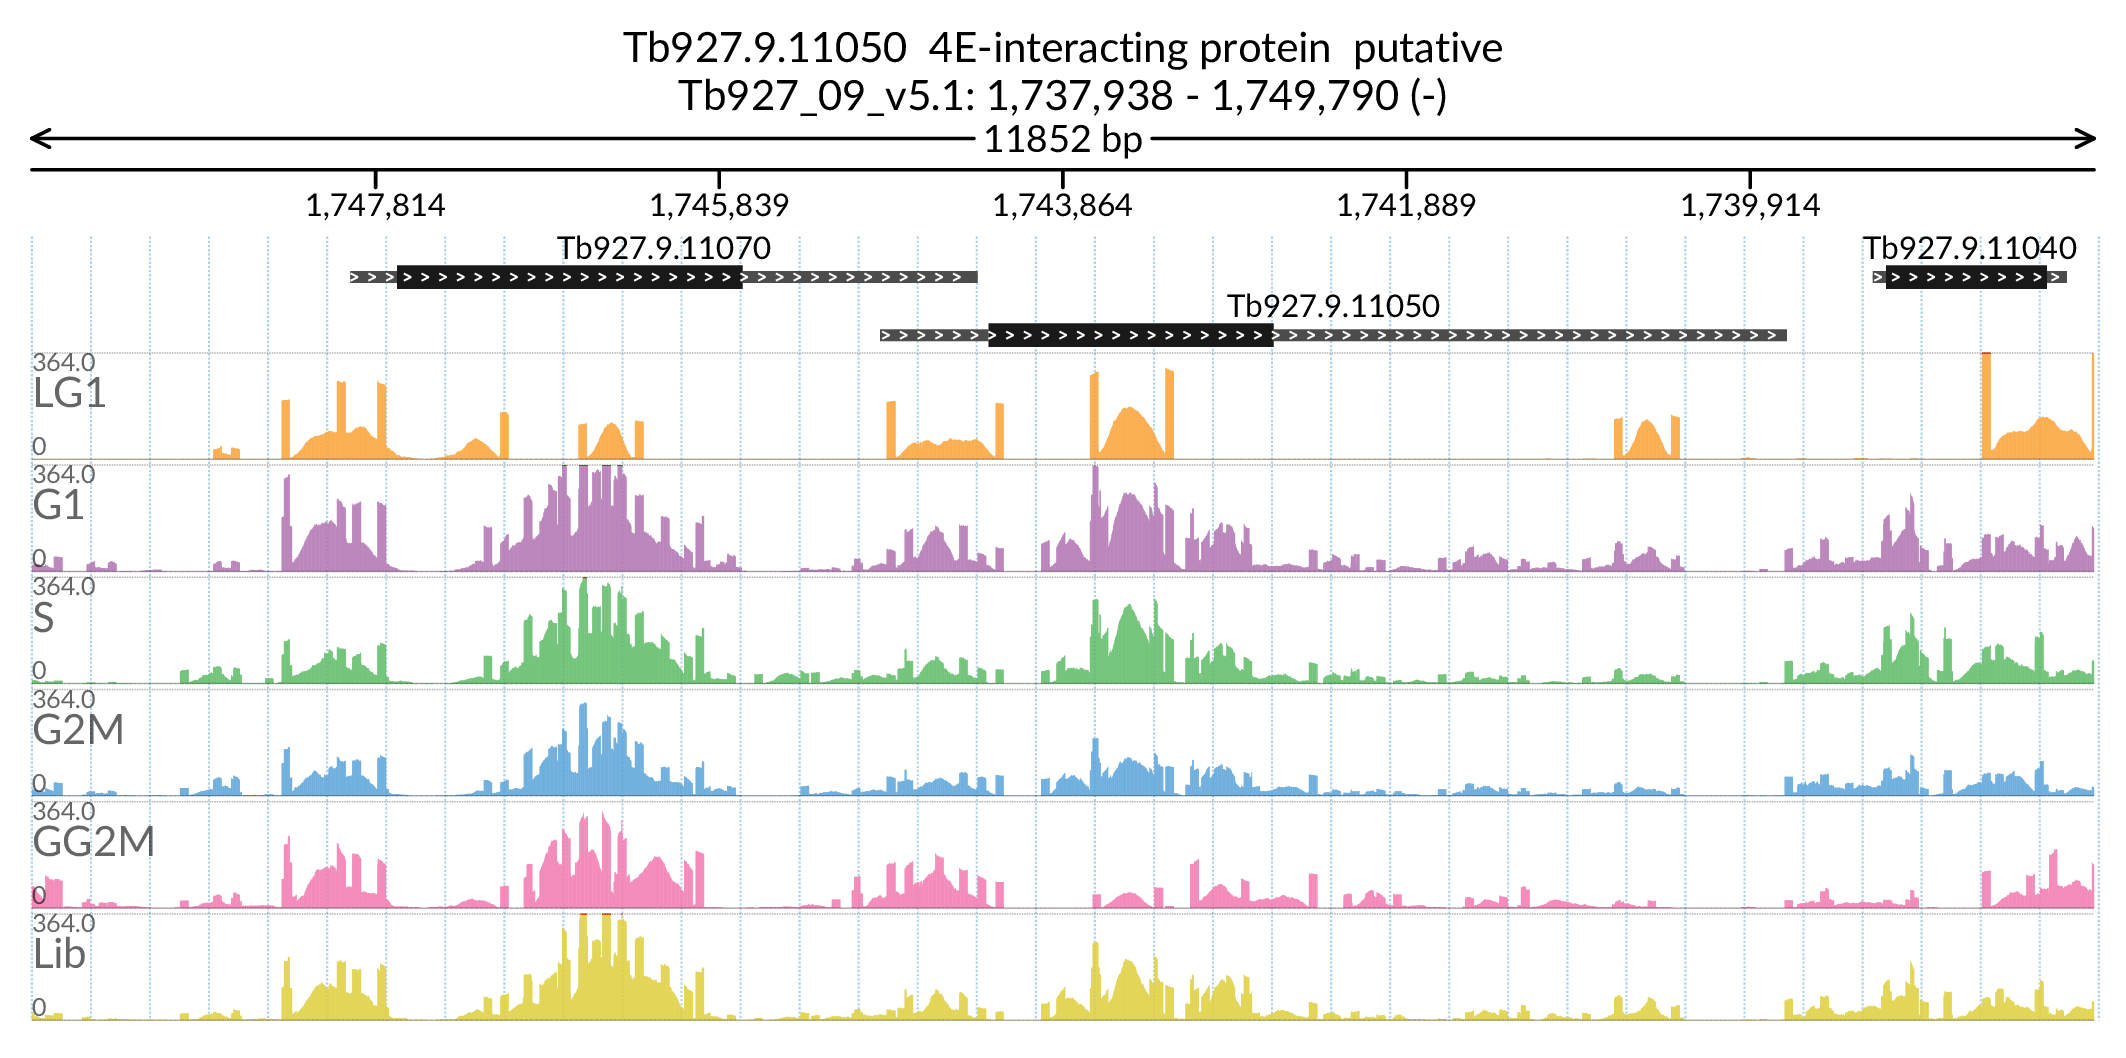 Tb927.9.11050  4E-interacting protein  putative
Tb927_09_v5.1: 1,737,938 - 1,749,790 (-)
11852 bp
1,747,814 1,745,839 1,743,864 1,741,889 1,739,914
Tb927.9.11070 Tb927.9.11040
Tb927.9.11050
364.0
LG1
0
364.0
G1
0
364.0
S
0
364.0
G2M
0
364.0
GG2M
0
364.0
Lib
0